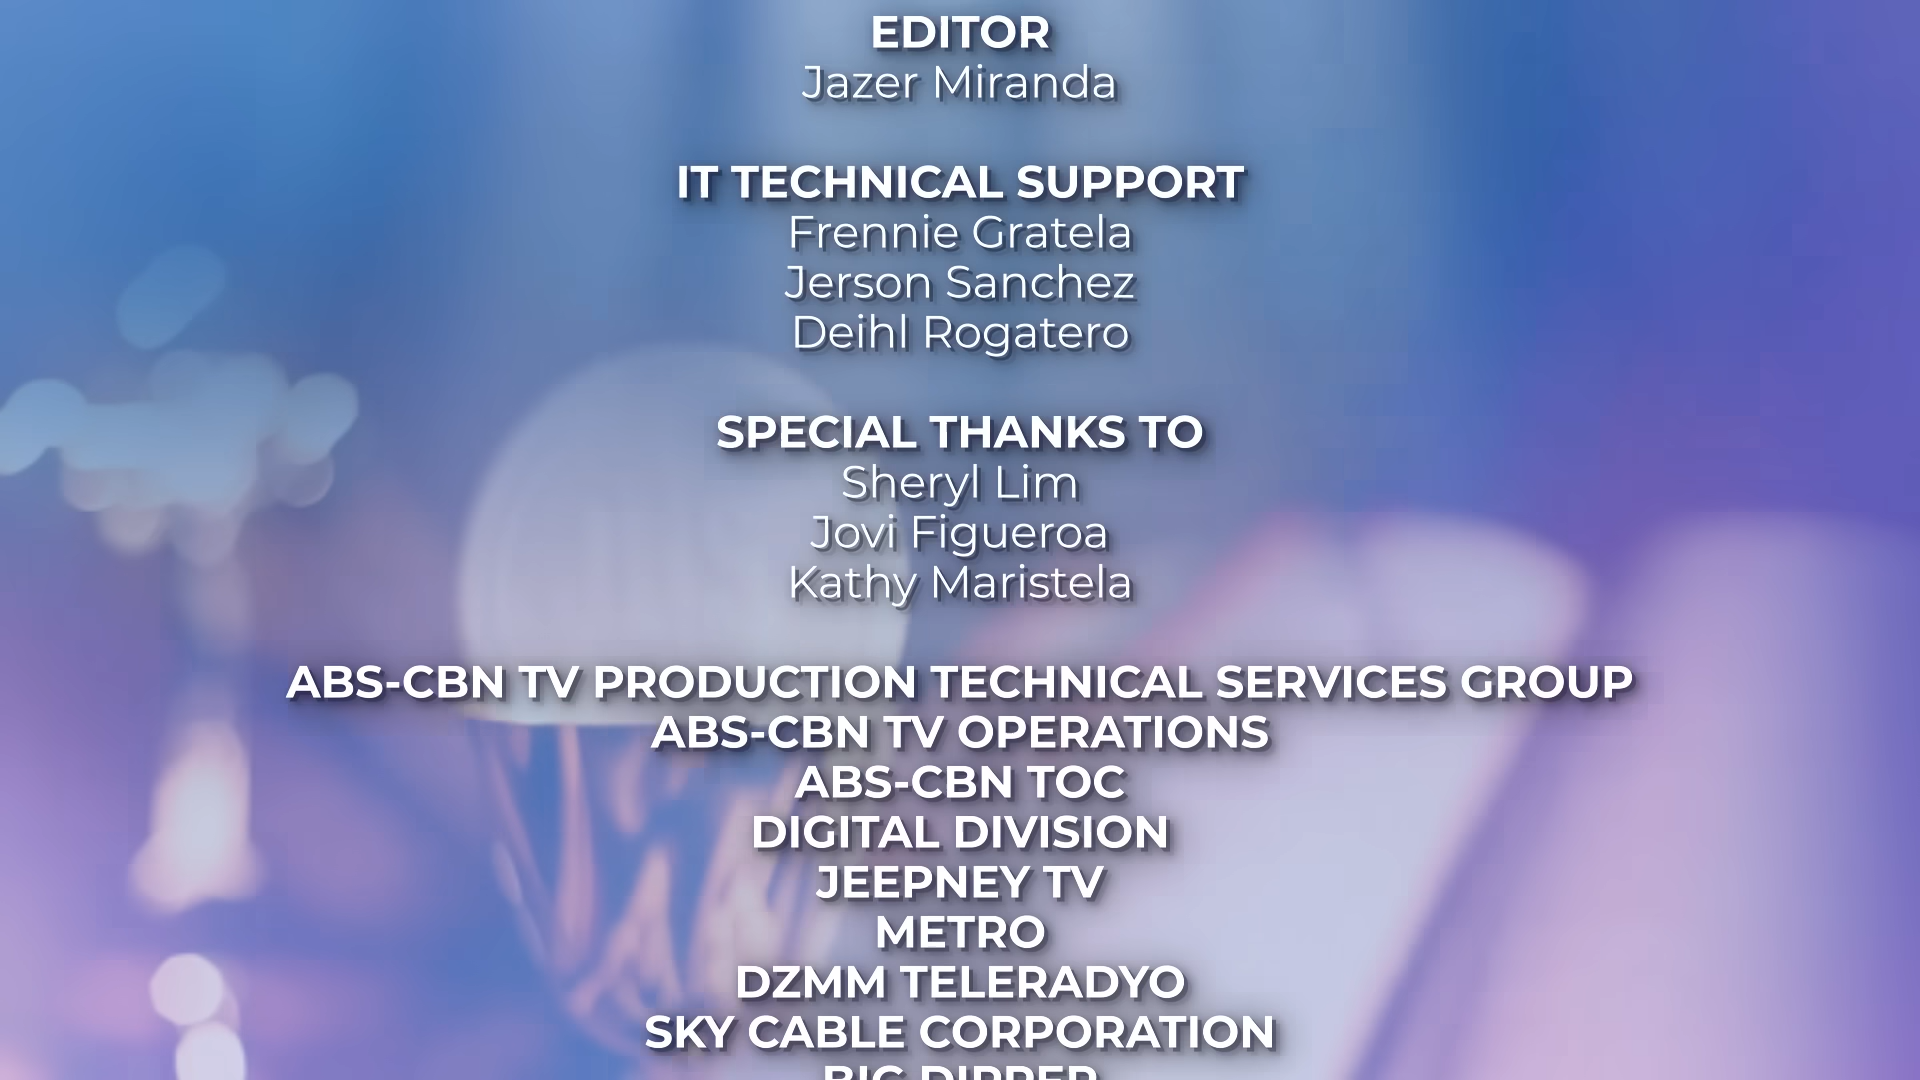 EDITOR
Jazer Miranda
IT TECHNICAL SUPPORT
Frennie Gratela
Jerson Sanchez
Deihl Rogatero
SPECIAL THANKS TO
Sheryl Lim
Jovi Figueroa
Kathy Maristela
ABS-CBN TV PRODUCTION TECHNICAL SERVICES GROUP
ABS-CBN TV OPERATIONS
ABS-CBN TOC
DIGITAL DIVISION
JEEPNEY TV
METRO
DZMM TELERADYO
SKY CABLE CORPORATION
BIG DIPPER